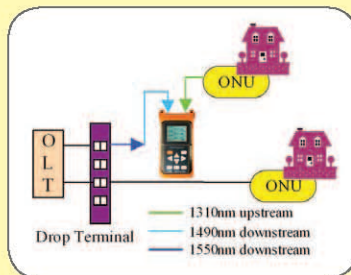 ONU
O
L
T
ONU
Drop Terminal
1310nm upstream
1490nm downstream
1550nm downstream